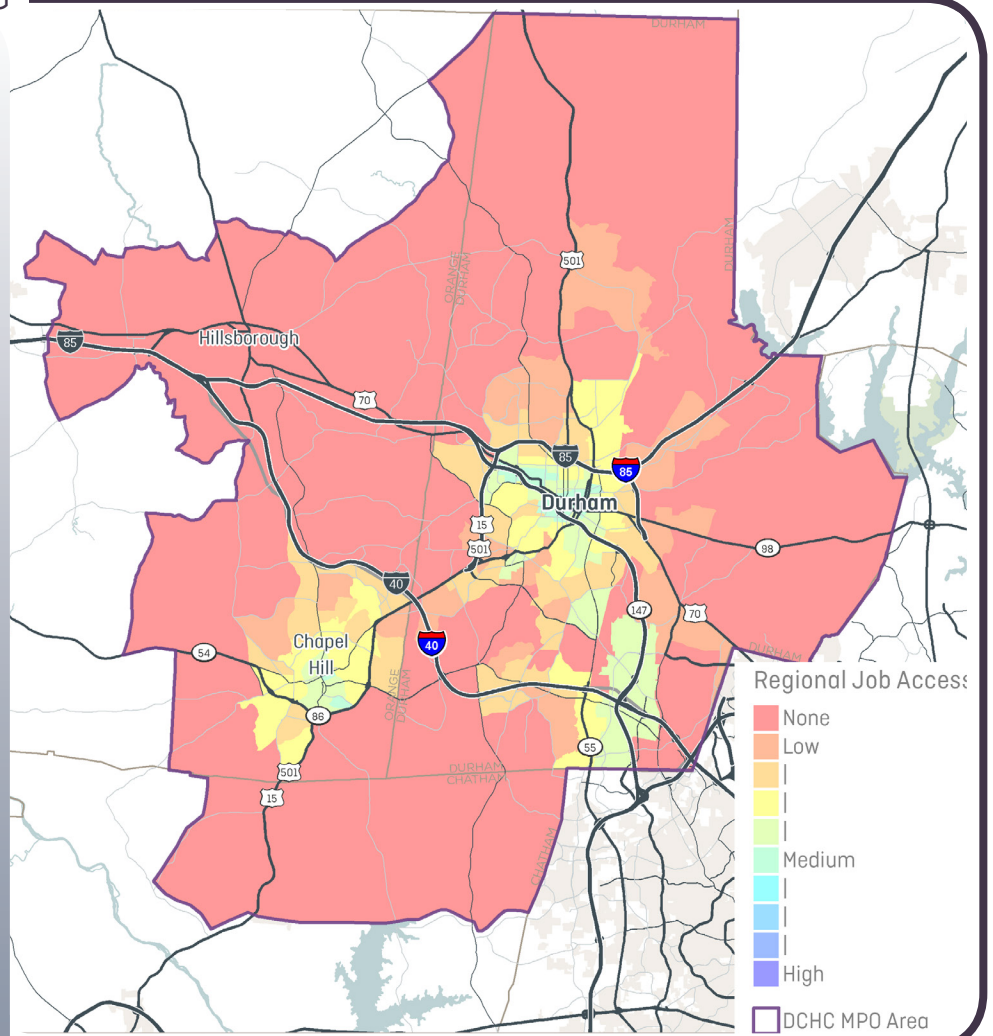 DURHAM
501
ORANGE
DURHAM
DURHAM
85
Hillsborough
70
85
85
Durham
15
501
98
40
147
70
40
Chapel
Hill
54
DURHAM
ORANGE
DURHAM
86
55
DURHAM
CHATHAM
501
15
CHATHAM
Regional Job Access
None
Low
I
I
I
Medium
I
I
I
High
DCHC MPO Area